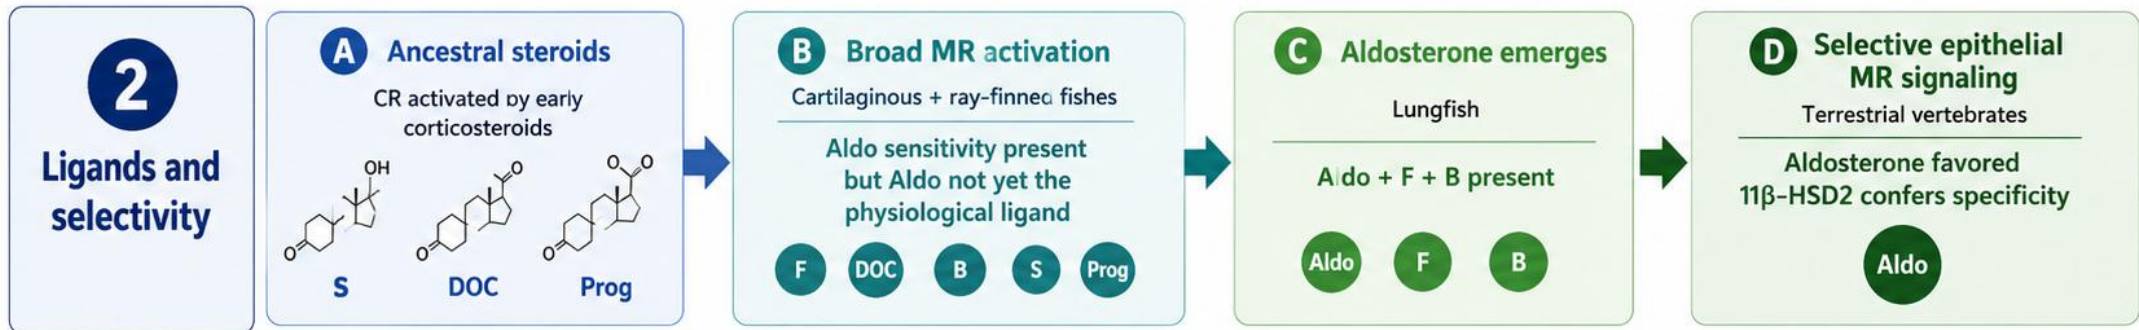 2
Ligands and
selectivity
A Ancestral steroids
CR activated by early
corticosteroids
OH
O
S
O
O
DOC
O O
O
Prog
B Broad MR activation
Cartilaginous + ray-finned fishes
Aldo sensitivity present
but Aldo not yet the
physiological ligand
F DOC B S Prog
C Aldosterone emerges
Lungfish
Aldo + F + B present
Aldo F B
D Selective epithelial
MR signaling
Terrestrial vertebrates
Aldosterone favored
11β-HSD2 confers specificity
Aldo